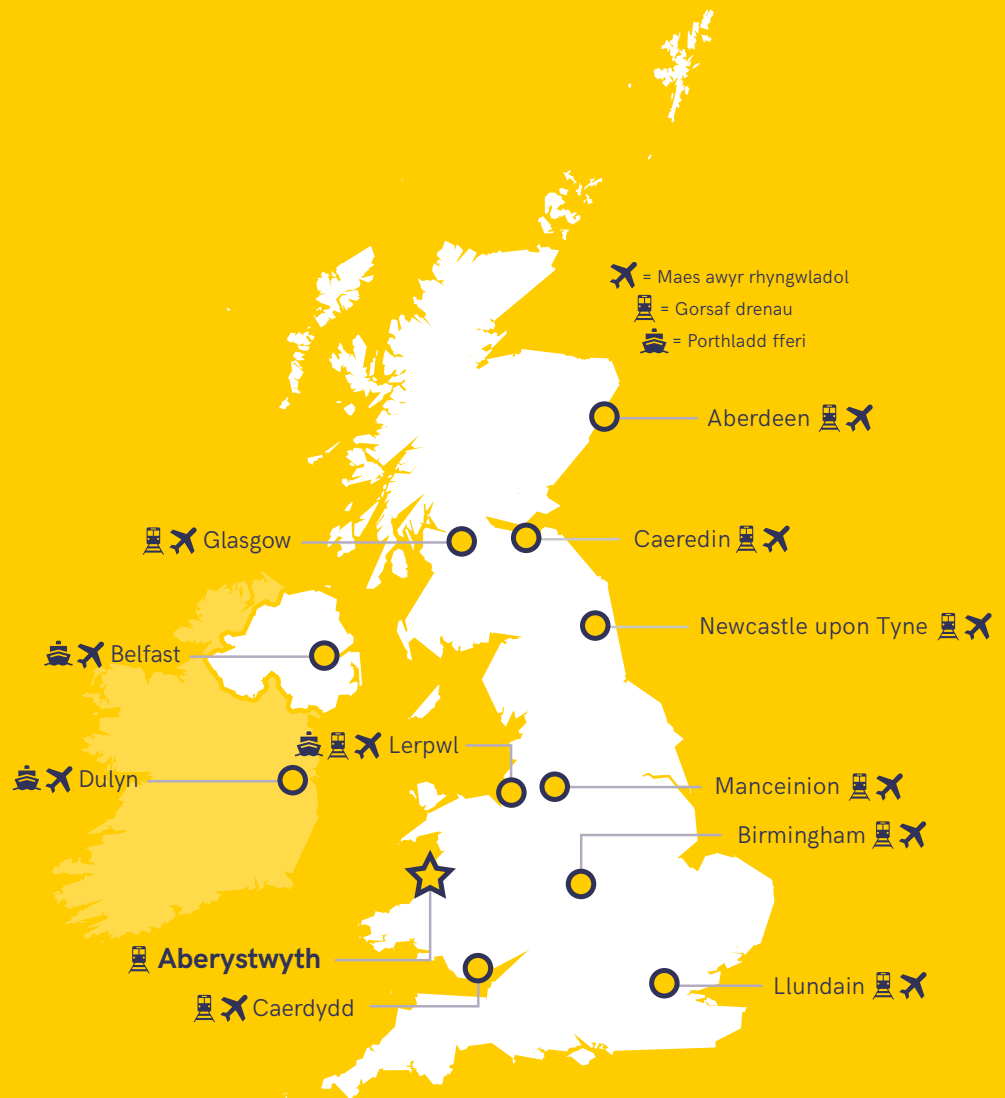 = Maes awyr rhyngwladol
= Gorsaf drenau
= Porthladd fferi
Aberdeen
Glasgow
Caeredin
Newcastle upon Tyne
Belfast
Lerpwl
Dulyn
Manceinion
Birmingham
Aberystwyth
Llundain
Caerdydd